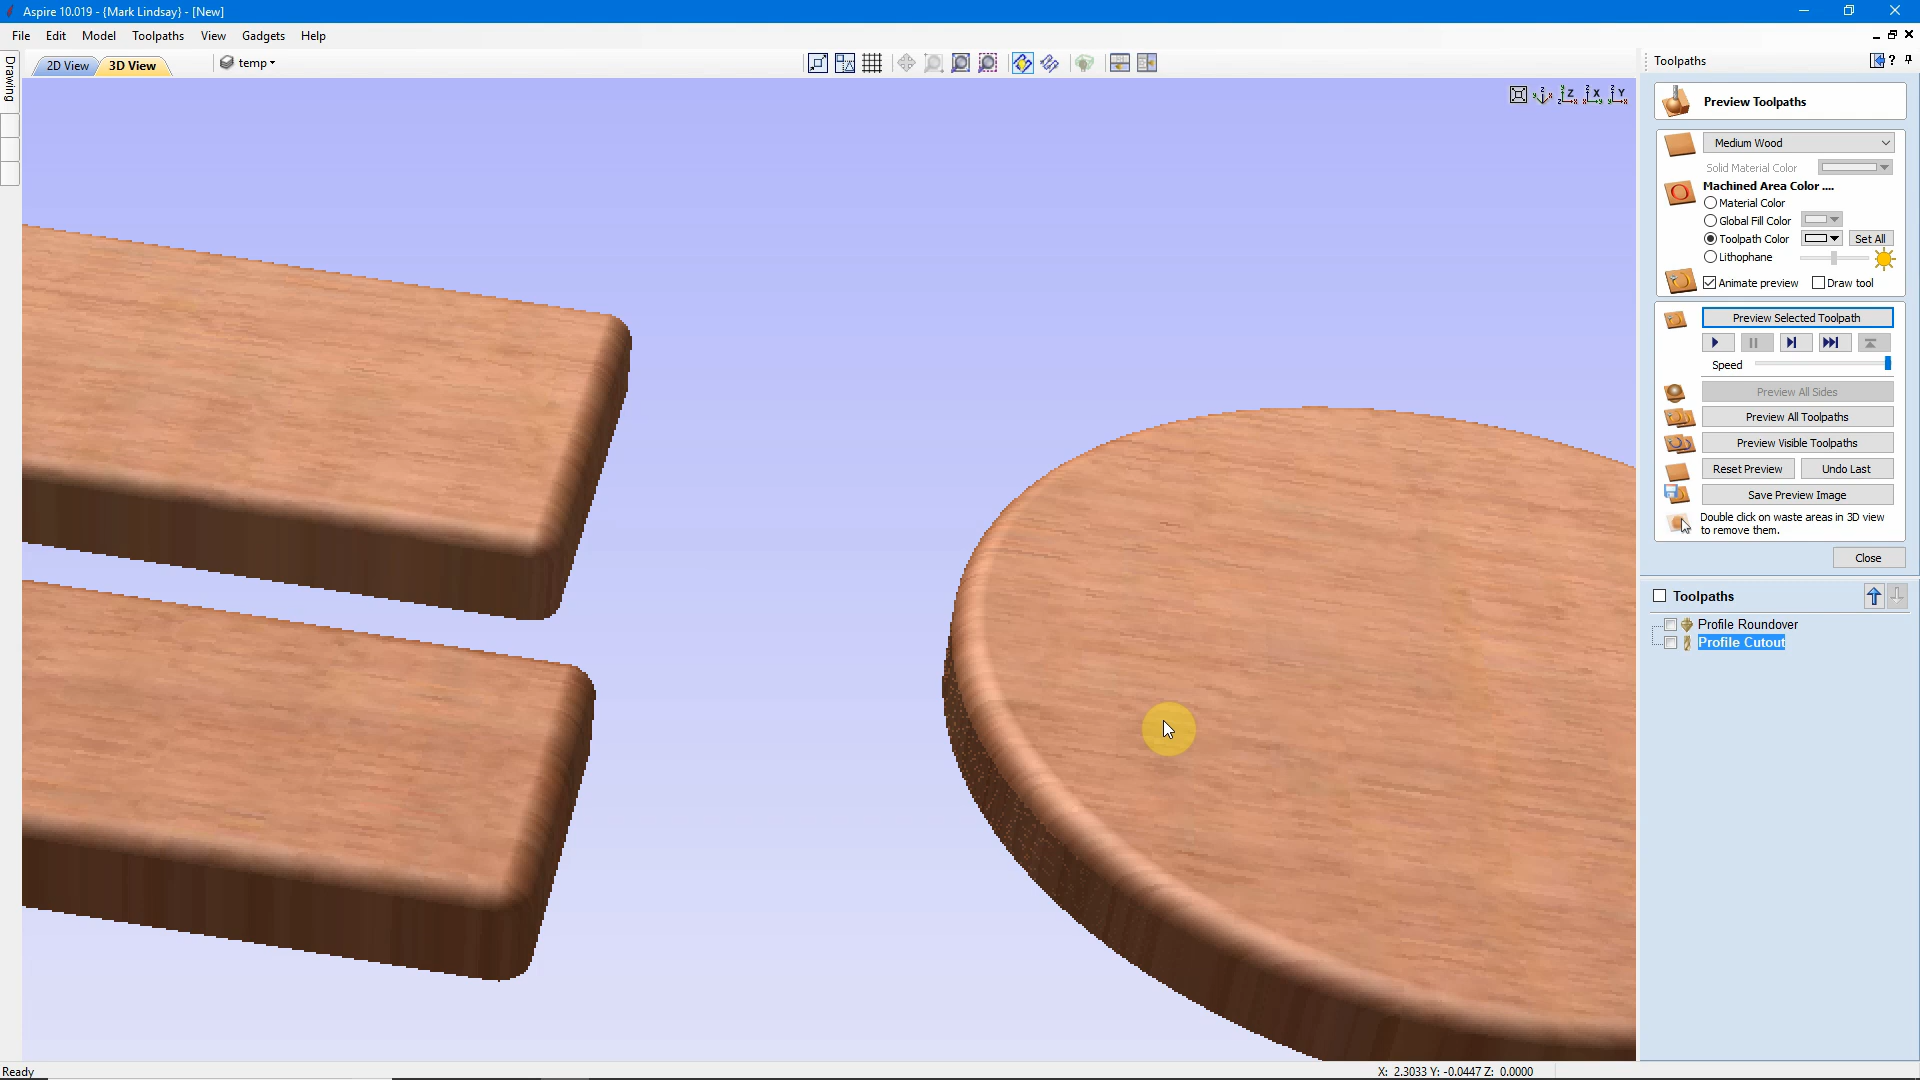 Aspire 10.019 - {Mark Lindsay} - [New]
File Edit Model Toolpaths View Gadgets Help
Drawing
2D View 3D View temp
Toolpaths
Preview Toolpaths
Medium Wood
Solid Material Color
Machined Area Color ....
Material Color
Global Fill Color
Toolpath Color Set All
Lithophane
Animate preview Draw tool
Preview Selected Toolpath
Speed
Preview All Sides
Preview All Toolpaths
Preview Visible Toolpaths
Reset Preview Undo Last
Save Preview Image
Double click on waste areas in 3D view
to remove them.
Close
Toolpaths
Profile Roundover
Profile Cutout
Ready
X: 2.3033 Y: -0.0447 Z: 0.0000